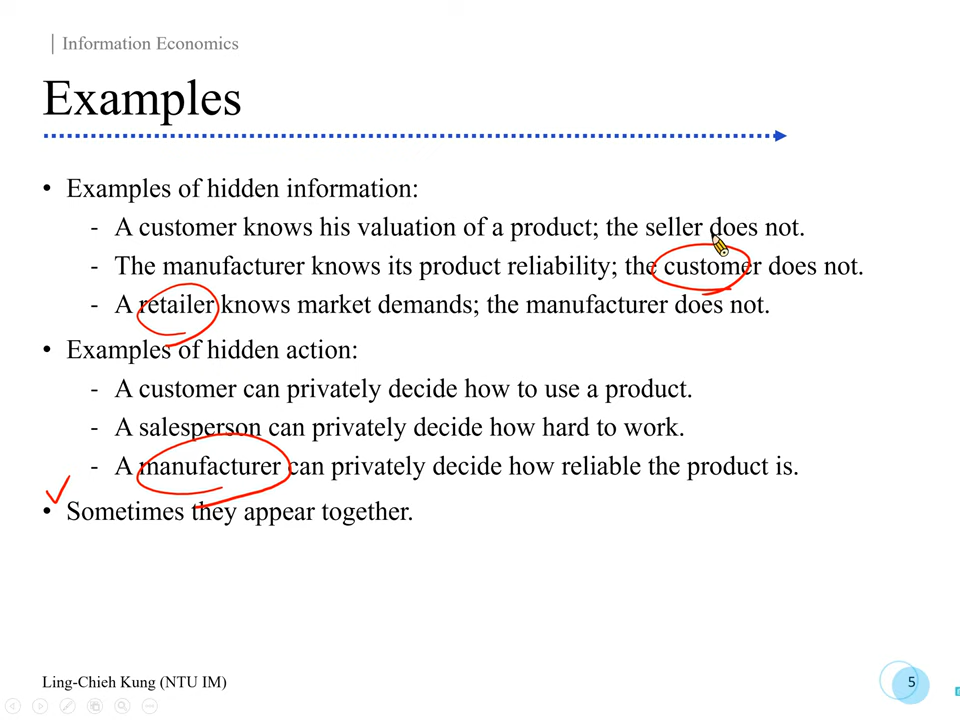 | Information Economics
Examples
• Examples of hidden information:
- A customer knows his valuation of a product; the seller does not.
- The manufacturer knows its product reliability; the customer does not.
- A retailer knows market demands; the manufacturer does not.
• Examples of hidden action:
- A customer can privately decide how to use a product.
- A salesperson can privately decide how hard to work.
- A manufacturer can privately decide how reliable the product is.
• Sometimes they appear together.
Ling-Chieh Kung (NTU IM)
5